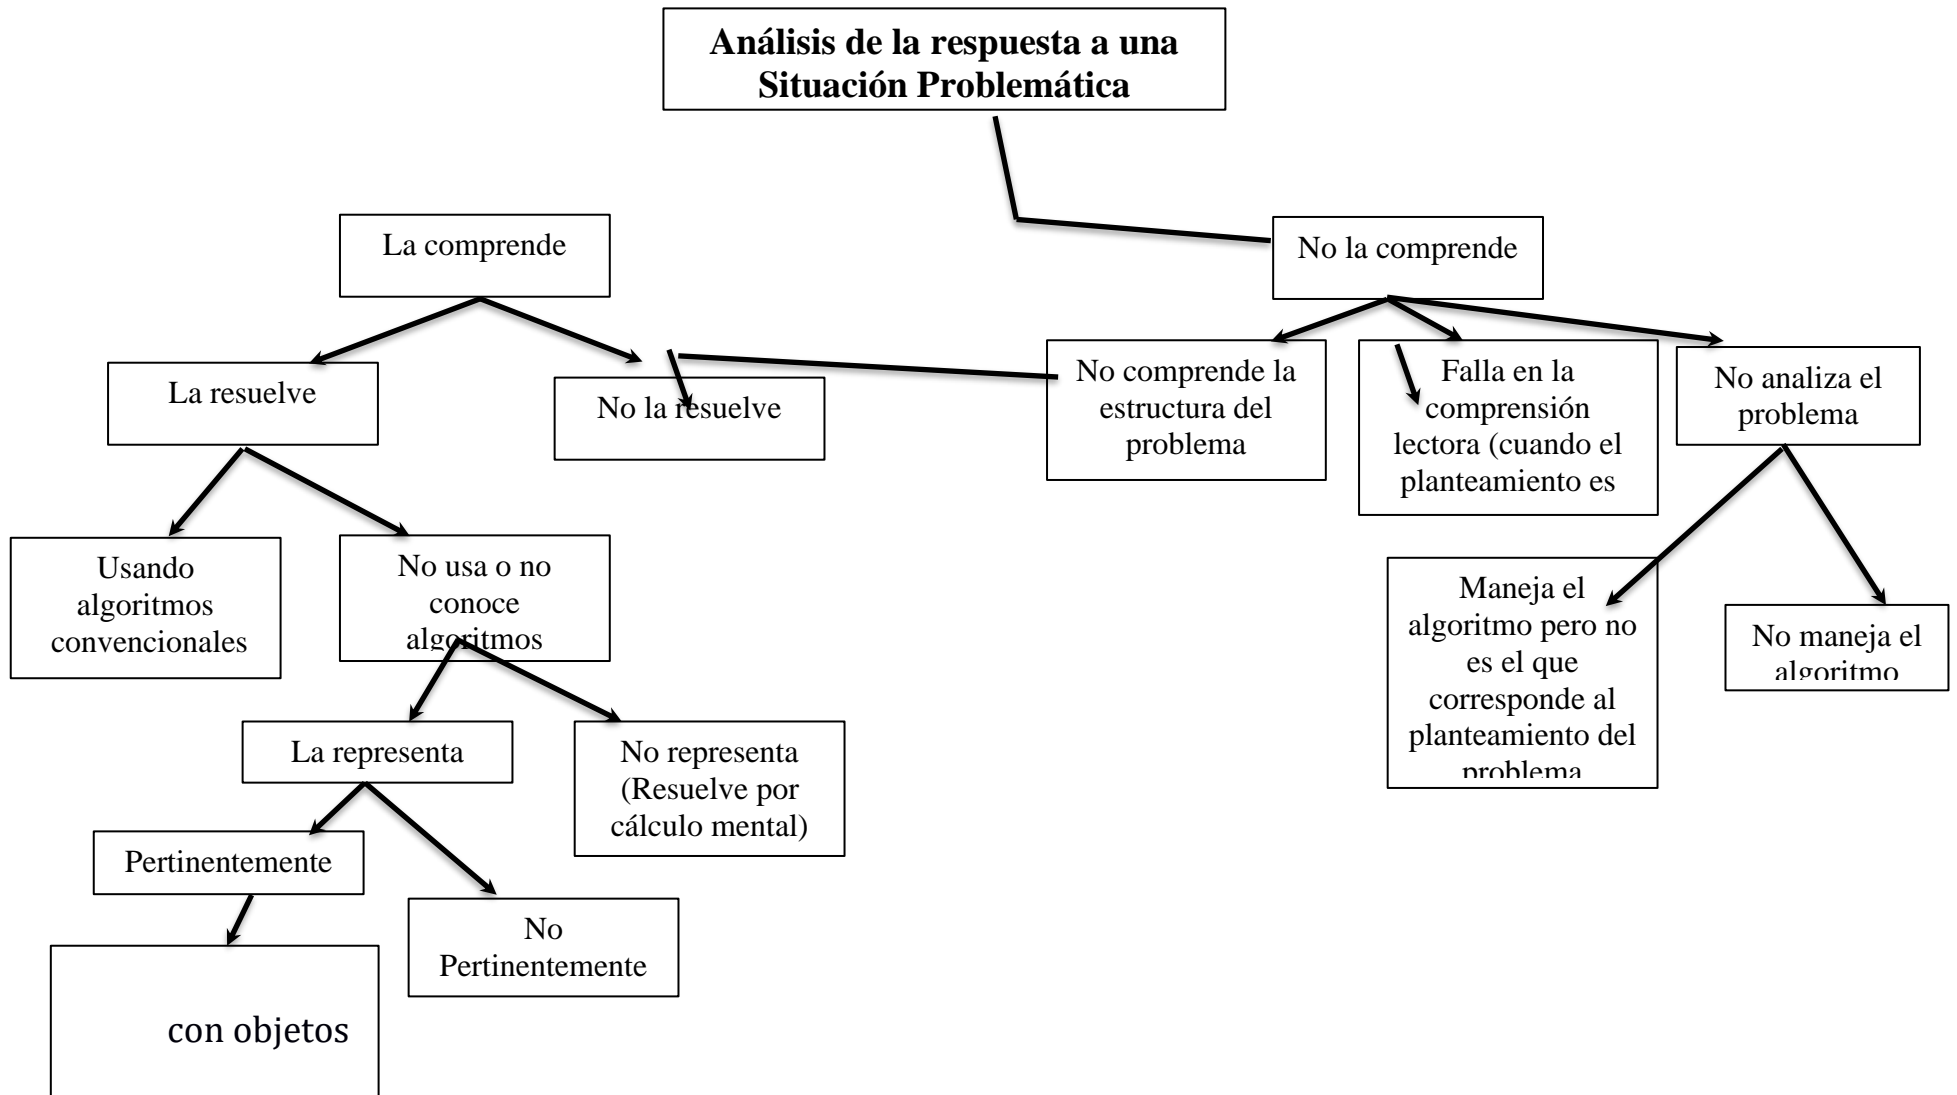 Análisis de la respuesta a una
Situación Problemática
La comprende
No la comprende
La resuelve
No la resuelve
No comprende la
estructura del
problema
Falla en la
comprensión
lectora (cuando el
planteamiento es
No analiza el
problema
Usando
algoritmos
convencionales
No usa o no
conoce
algoritmos
Maneja el
algoritmo pero no
es el que
corresponde al
planteamiento del
problema
No maneja el
algoritmo
La representa
No representa
(Resuelve por
cálculo mental)
Pertinentemente
No
Pertinentemente
con objetos